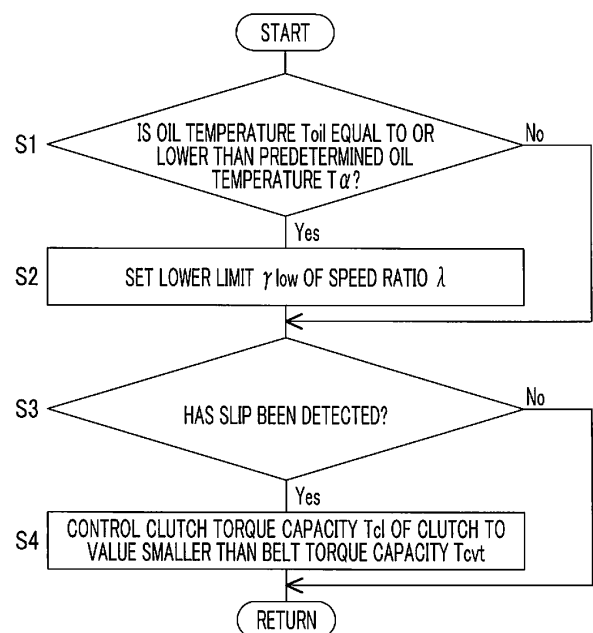 START
S1
IS OIL TEMPERATURE Toil EQUAL TO OR
LOWER THAN PREDETERMINED OIL
TEMPERATURE Tα?
No
Yes
S2
SET LOWER LIMIT γlow OF SPEED RATIO λ
S3
HAS SLIP BEEN DETECTED?
No
Yes
S4
CONTROL CLUTCH TORQUE CAPACITY Tcl OF CLUTCH TO
VALUE SMALLER THAN BELT TORQUE CAPACITY Tcvt
RETURN